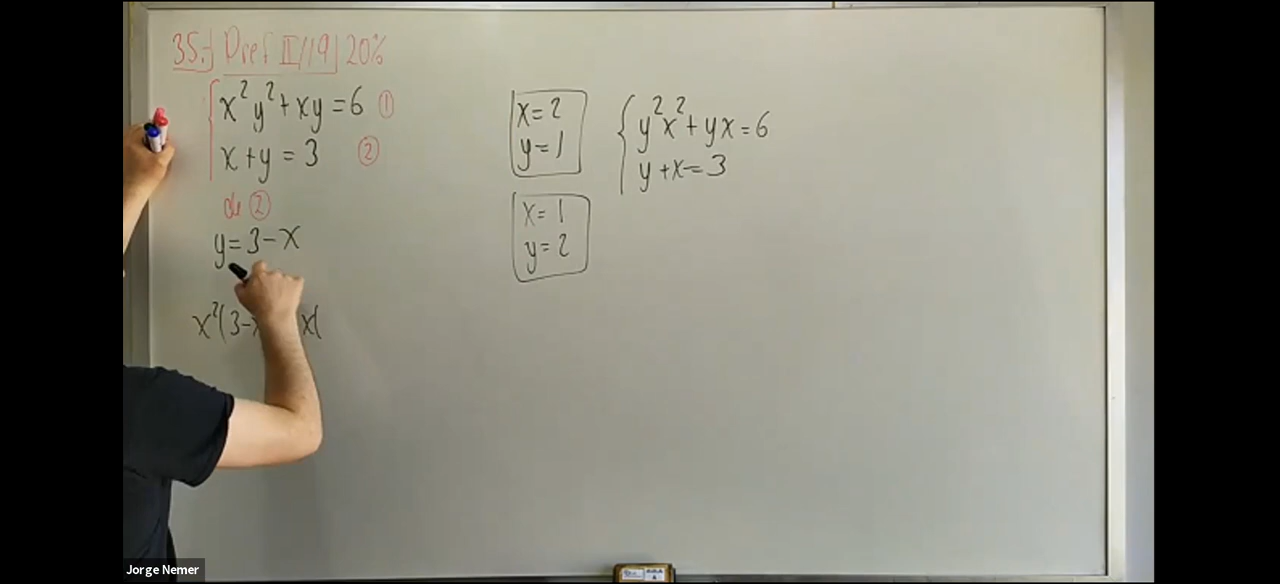 35.-) Pref II/19 20%
x²y² + xy = 6 ①
x + y = 3 ②
de ②
y = 3 - x
x²(3-x x(
x = 2
y = 1
x = 1
y = 2
y²x² + yx = 6
y + x = 3
Jorge Nemer